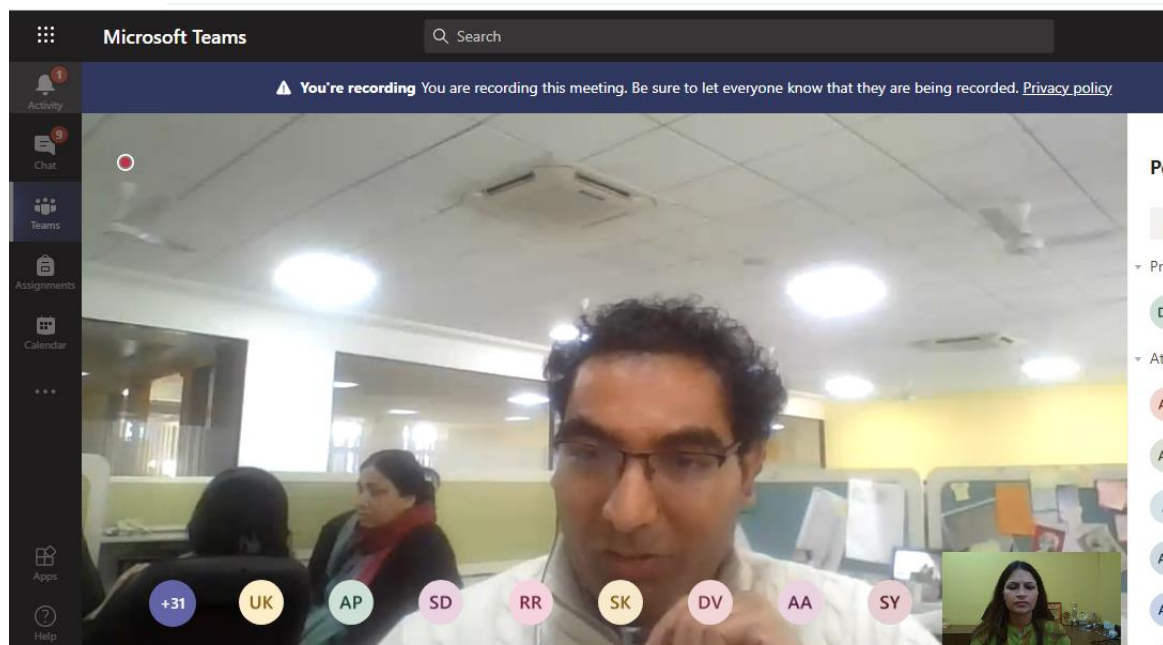 Microsoft Teams
Search
You're recording You are recording this meeting. Be sure to let everyone know that they are being recorded. Privacy policy
1
Activity
9
Chat
Teams
Assignments
Calendar
Apps
Help
+31
UK
AP
SD
RR
SK
DV
AA
SY
Pr
At
A
A
A
A